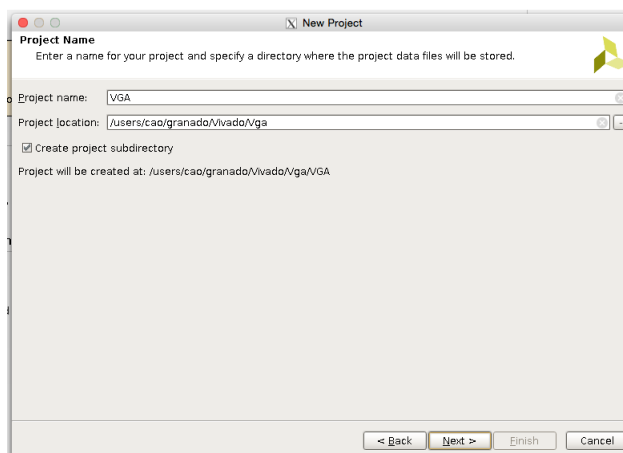 New Project
Project Name
Enter a name for your project and specify a directory where the project data files will be stored.
Project name: VGA
Project location: /users/cao/granado/Vivado/Vga
Create project subdirectory
Project will be created at: /users/cao/granado/Vivado/Vga/VGA
< Back Next > Finish Cancel